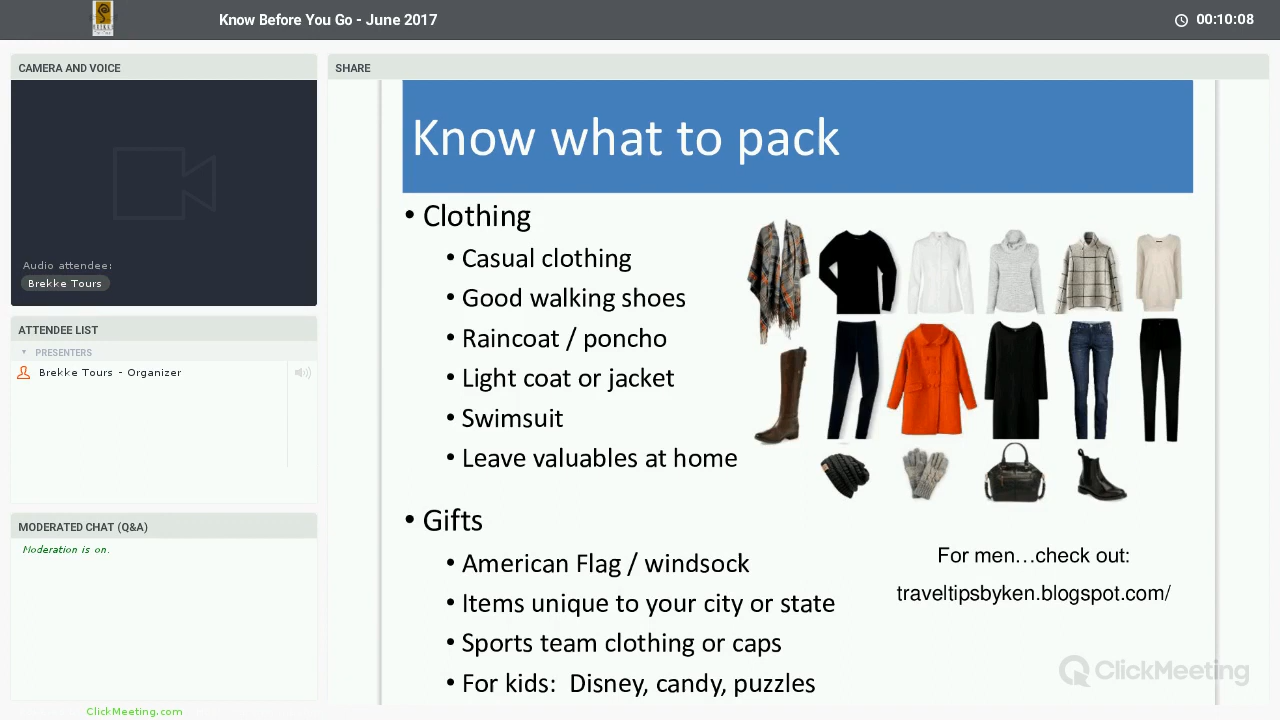 Know Before You Go - June 2017
00:10:08
CAMERA AND VOICE
Audio attendee:
Brekke Tours
ATTENDEE LIST
PRESENTERS
Brekke Tours - Organizer
MODERATED CHAT (Q&A)
Moderation is on.
ClickMeeting.com
SHARE
Know what to pack
• Clothing
• Casual clothing
• Good walking shoes
• Raincoat / poncho
• Light coat or jacket
• Swimsuit
• Leave valuables at home
• Gifts
• American Flag / windsock
• Items unique to your city or state
• Sports team clothing or caps
• For kids:  Disney, candy, puzzles
For men…check out:
traveltipsbyken.blogspot.com/
ClickMeeting